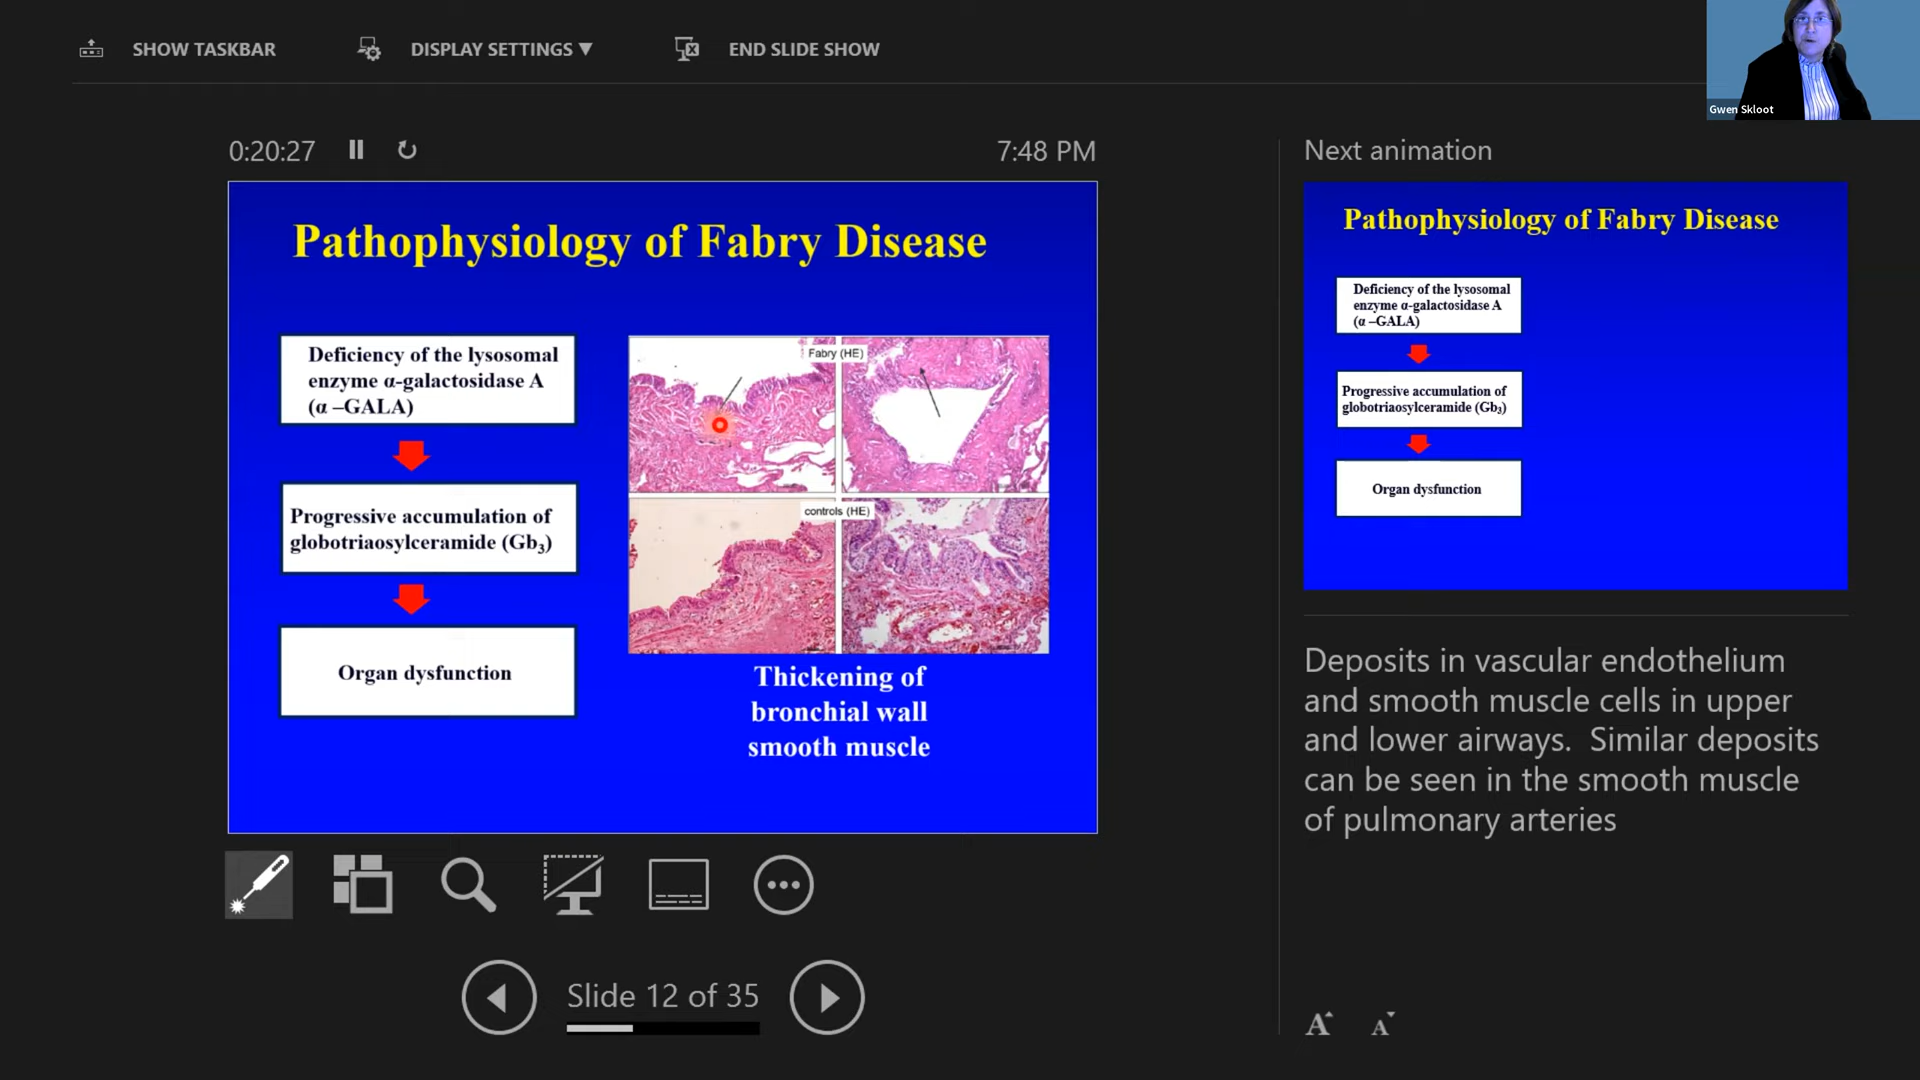 SHOW TASKBAR
DISPLAY SETTINGS ▼
END SLIDE SHOW
Gwen Skloot
0:20:27
7:48 PM
Pathophysiology of Fabry Disease
Deficiency of the lysosomal
enzyme α-galactosidase A
(α –GALA)
Progressive accumulation of
globotriaosylceramide (Gb₃)
Organ dysfunction
Fabry (HE)
controls (HE)
Thickening of
bronchial wall
smooth muscle
Slide 12 of 35
Next animation
Pathophysiology of Fabry Disease
Deficiency of the lysosomal
enzyme α-galactosidase A
(α –GALA)
Progressive accumulation of
globotriaosylceramide (Gb₃)
Organ dysfunction
Deposits in vascular endothelium
and smooth muscle cells in upper
and lower airways.  Similar deposits
can be seen in the smooth muscle
of pulmonary arteries
A A